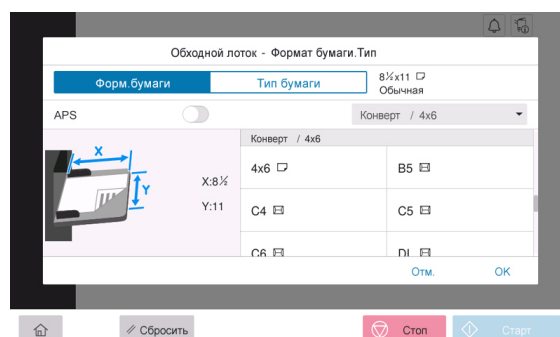 Обходной лоток - Формат бумаги.Тип
Форм.бумаги
Тип бумаги
8½x11
Обычная
APS
Конверт / 4x6
Конверт / 4x6
X
Y
X:8½
Y:11
4x6
B5
C4
C5
C6
DL
Отм.
OK
Сбросить
Стоп
Старт